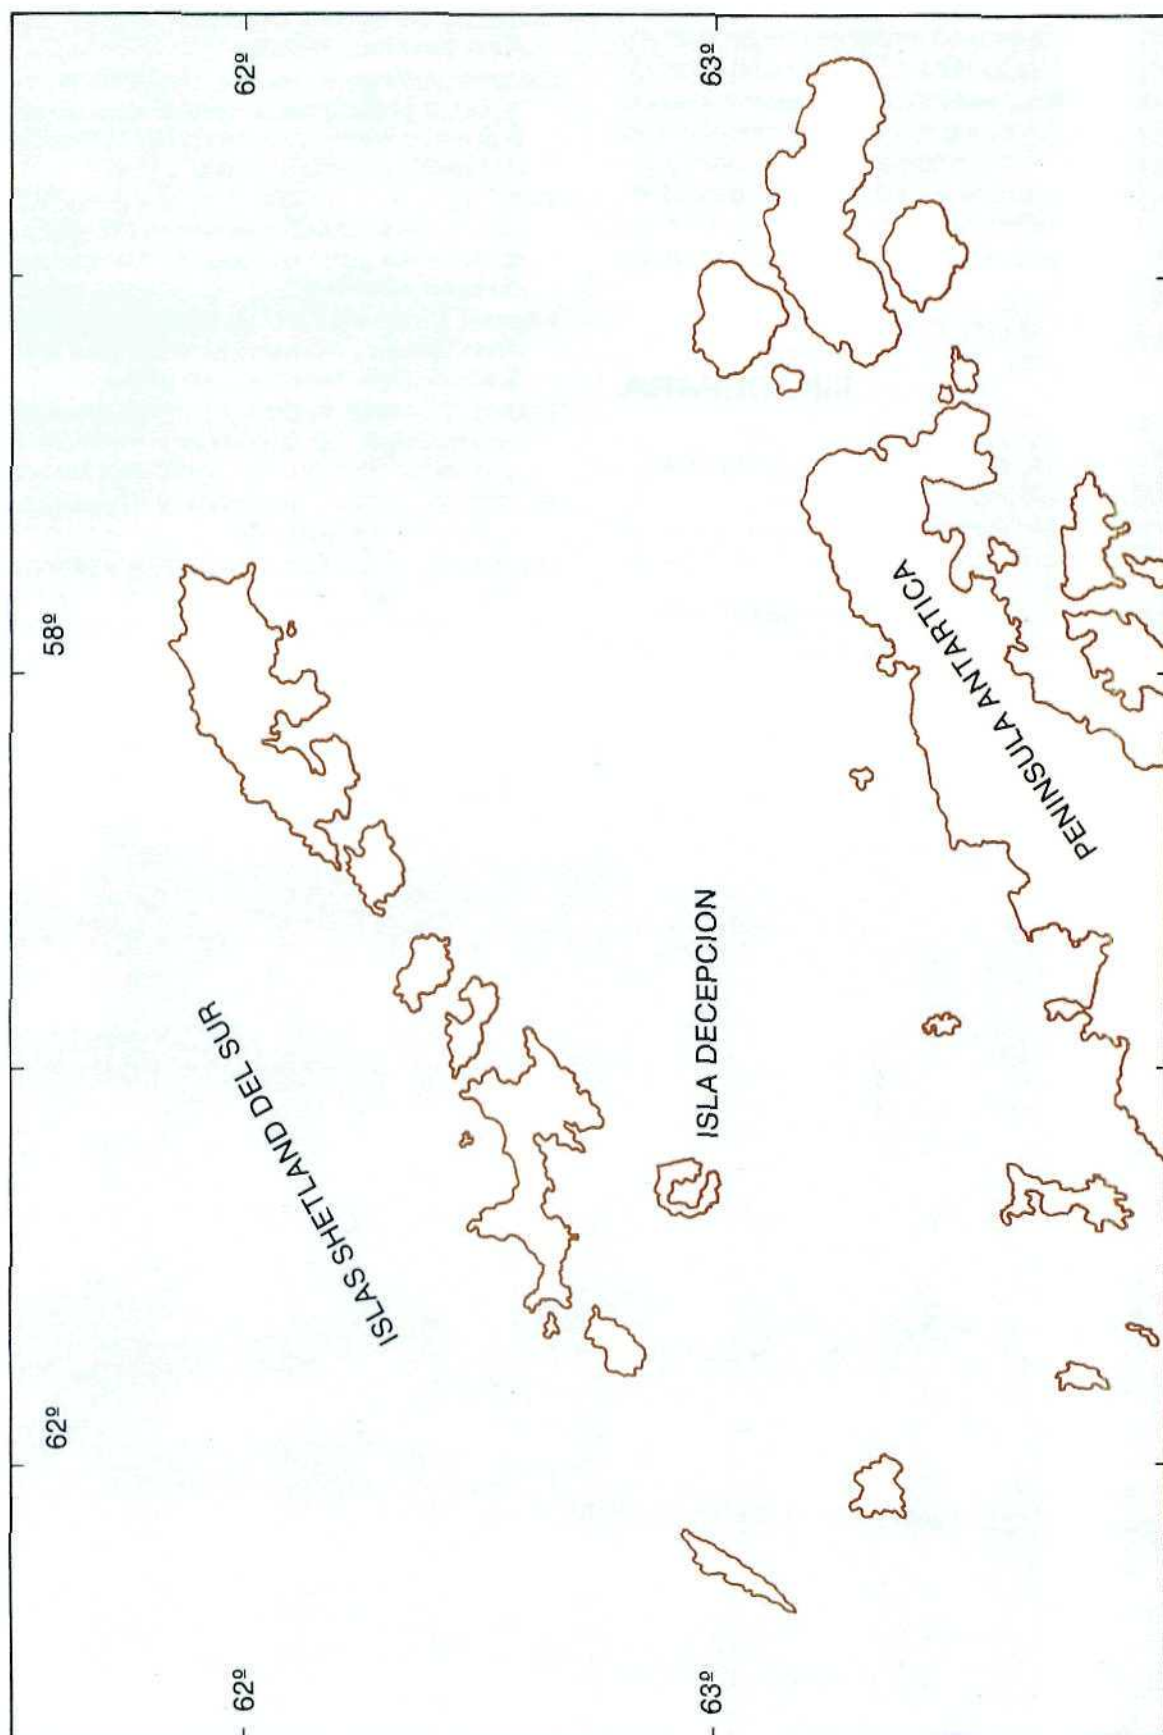 62º
58º
62º
63º
62º
63º
ISLAS SHETLAND DEL SUR
ISLA DECEPCION
PENINSULA ANTARTICA